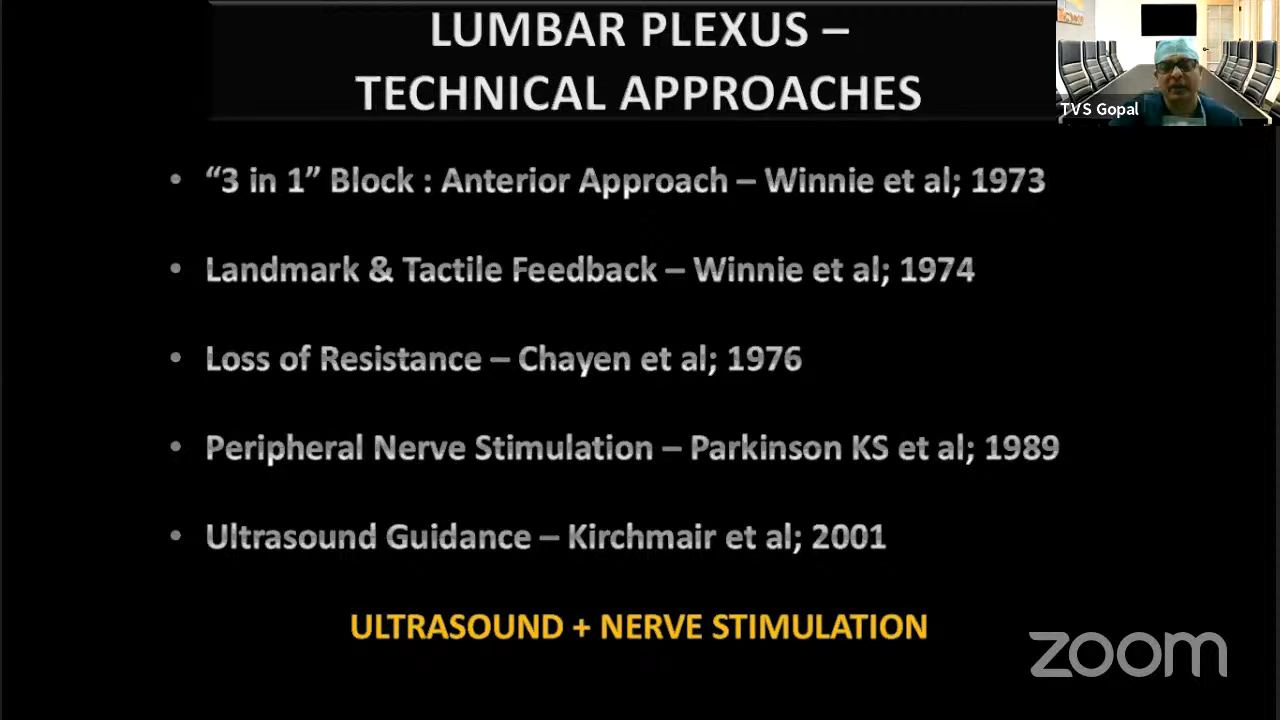 LUMBAR PLEXUS –
TECHNICAL APPROACHES
TVS Gopal
• “3 in 1” Block : Anterior Approach – Winnie et al; 1973
• Landmark & Tactile Feedback – Winnie et al; 1974
• Loss of Resistance – Chayen et al; 1976
• Peripheral Nerve Stimulation – Parkinson KS et al; 1989
• Ultrasound Guidance – Kirchmair et al; 2001
ULTRASOUND + NERVE STIMULATION
zoom